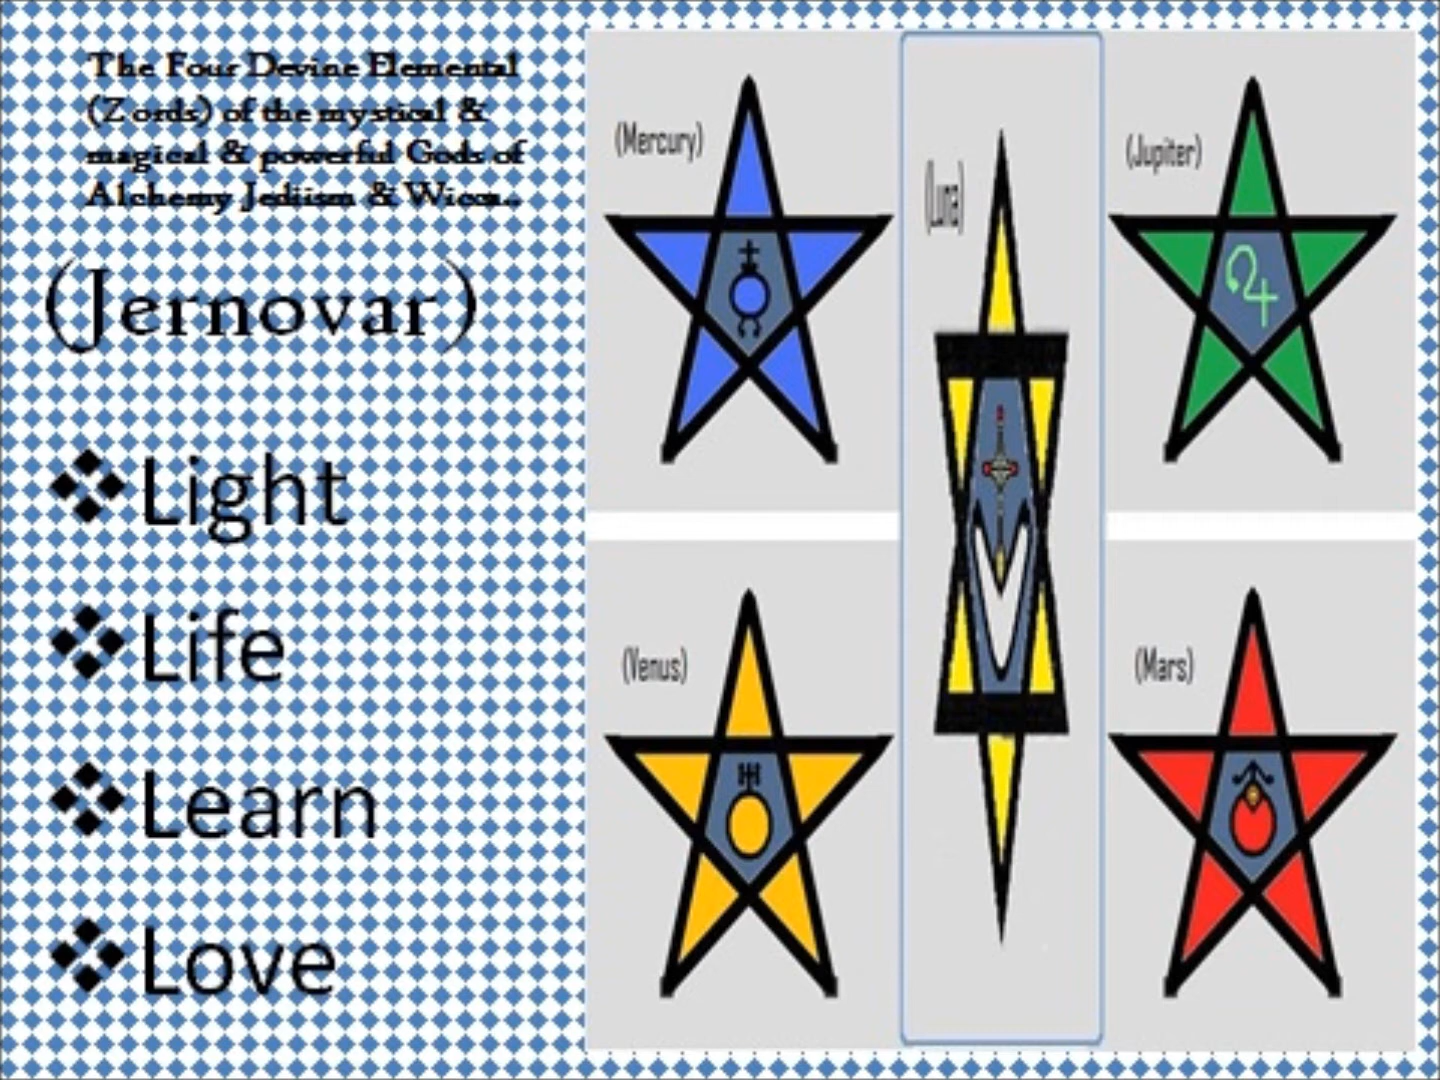 The Four Devine Elemental
(Zords) of the mystical &
magical & powerful Gods of
Alchemy Jediism & Wicca..
(Jernovar)
Light
Life
Learn
Love
(Mercury)
(Luna)
(Jupiter)
(Venus)
(Mars)